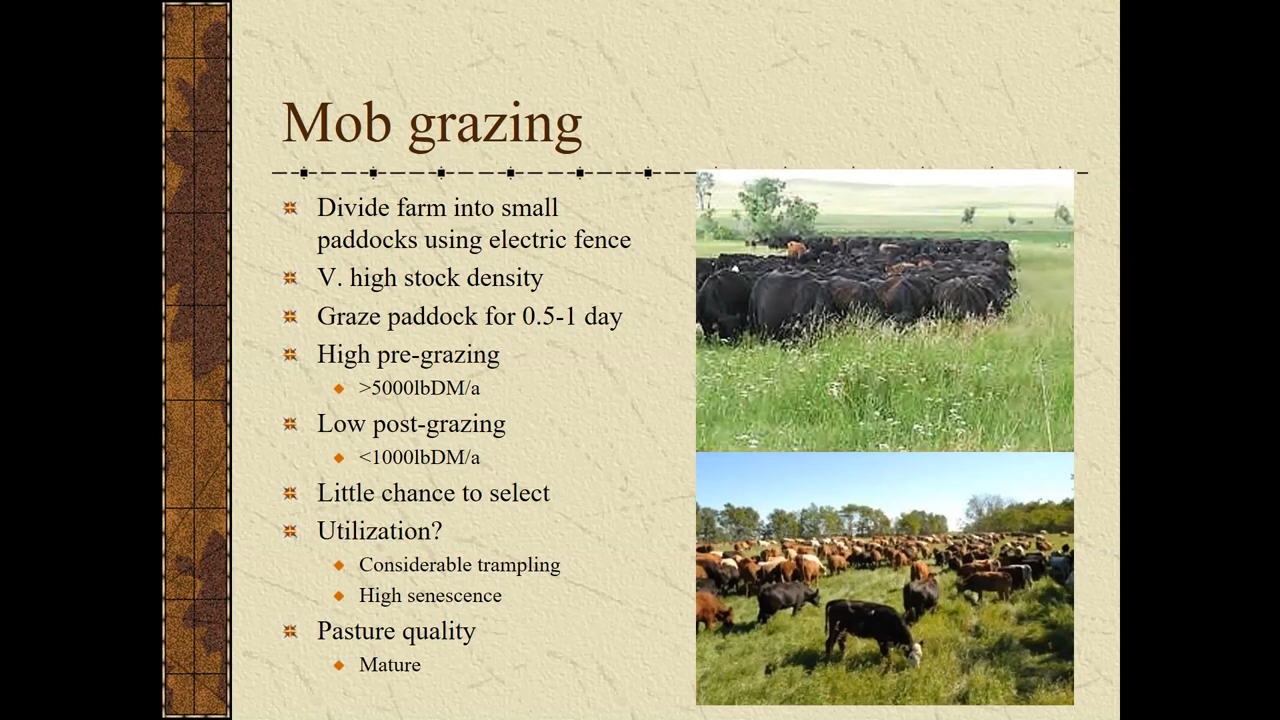 Mob grazing
Divide farm into small
paddocks using electric fence
V. high stock density
Graze paddock for 0.5-1 day
High pre-grazing
>5000lbDM/a
Low post-grazing
<1000lbDM/a
Little chance to select
Utilization?
Considerable trampling
High senescence
Pasture quality
Mature